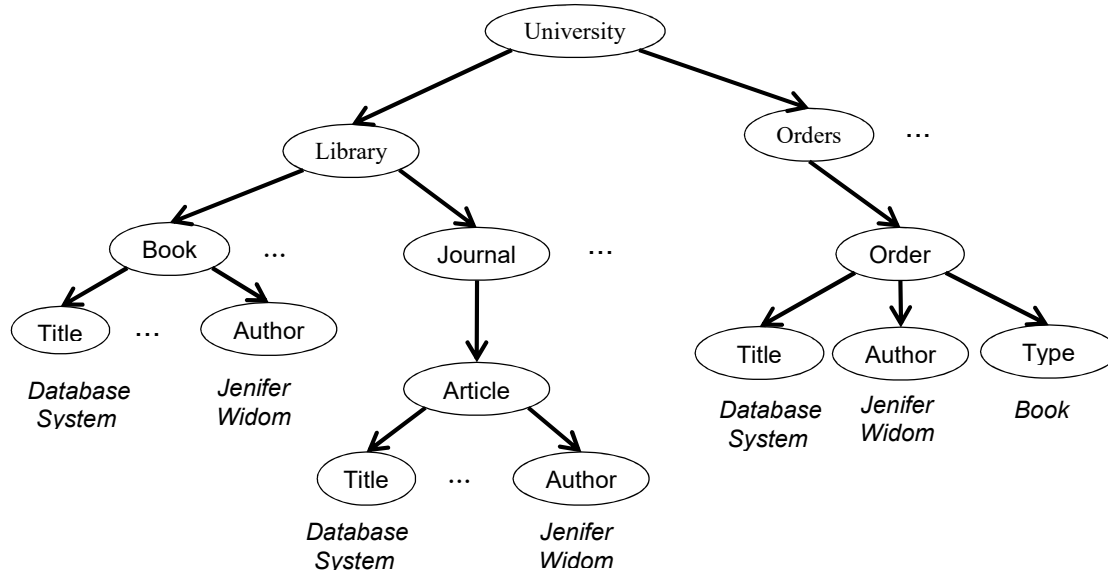 University
Library
Orders
...
Book
...
Journal
...
Order
Title
...
Author
Title
Author
Type
Database
System
Jenifer
Widom
Database
System
Jenifer
Widom
Book
Article
Title
...
Author
Database
System
Jenifer
Widom